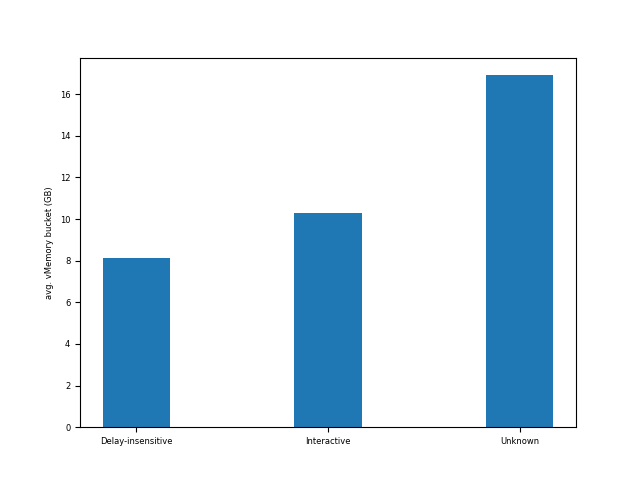 avg. vMemory bucket (GB)
16
14
12
10
8
6
4
2
0
Delay-insensitive
Interactive
Unknown